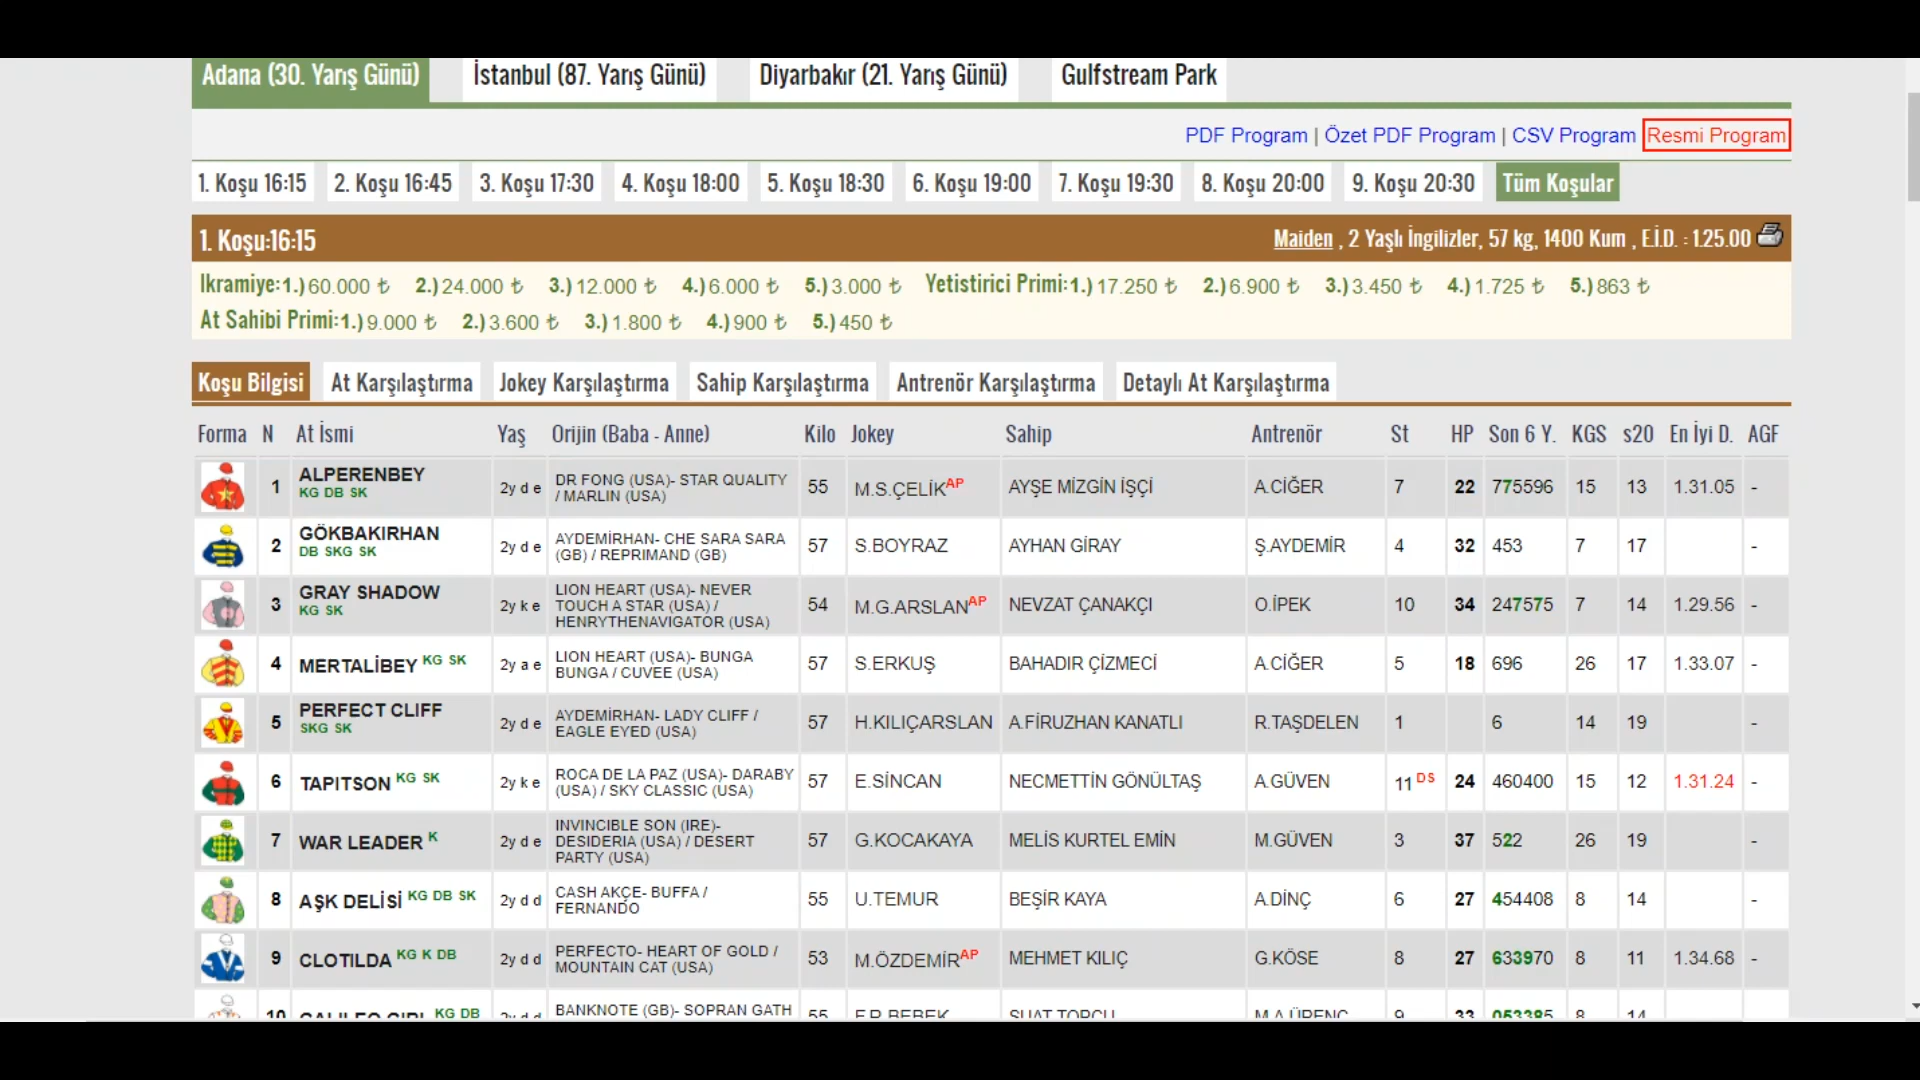 Adana (30. Yarış Günü) İstanbul (87. Yarış Günü) Diyarbakır (21. Yarış Günü) Gulfstream Park
PDF Program | Özet PDF Program | CSV Program Resmi Program
1. Koşu 16:15 2. Koşu 16:45 3. Koşu 17:30 4. Koşu 18:00 5. Koşu 18:30 6. Koşu 19:00 7. Koşu 19:30 8. Koşu 20:00 9. Koşu 20:30 Tüm Koşular
1. Koşu:16:15 Maiden , 2 Yaşlı İngilizler, 57 kg, 1400 Kum , E.İ.D. : 1.25.00
Ikramiye:1.) 60.000 ₺ 2.) 24.000 ₺ 3.) 12.000 ₺ 4.) 6.000 ₺ 5.) 3.000 ₺ Yetistirici Primi:1.) 17.250 ₺ 2.) 6.900 ₺ 3.) 3.450 ₺ 4.) 1.725 ₺ 5.) 863 ₺
At Sahibi Primi:1.) 9.000 ₺ 2.) 3.600 ₺ 3.) 1.800 ₺ 4.) 900 ₺ 5.) 450 ₺
Koşu Bilgisi At Karşılaştırma Jokey Karşılaştırma Sahip Karşılaştırma Antrenör Karşılaştırma Detaylı At Karşılaştırma
Forma N At İsmi Yaş Orijin (Baba - Anne) Kilo Jokey Sahip Antrenör St HP Son 6 Y. KGS s20 En İyi D. AGF
1 ALPERENBEY KG DB SK 2y d e DR FONG (USA)- STAR QUALITY / MARLIN (USA) 55 M.S.ÇELİK AP AYŞE MİZGİN İŞÇİ A.CİĞER 7 22 775596 15 13 1.31.05 -
2 GÖKBAKIRHAN DB SKG SK 2y d e AYDEMİRHAN- CHE SARA SARA (GB) / REPRIMAND (GB) 57 S.BOYRAZ AYHAN GİRAY Ş.AYDEMİR 4 32 453 7 17 -
3 GRAY SHADOW KG SK 2y k e LION HEART (USA)- NEVER TOUCH A STAR (USA) / HENRYTHENAVIGATOR (USA) 54 M.G.ARSLAN AP NEVZAT ÇANAKÇI O.İPEK 10 34 247575 7 14 1.29.56 -
4 MERTALİBEY KG SK 2y a e LION HEART (USA)- BUNGA BUNGA / CUVEE (USA) 57 S.ERKUŞ BAHADIR ÇİZMECİ A.CİĞER 5 18 696 26 17 1.33.07 -
5 PERFECT CLIFF SKG SK 2y d e AYDEMİRHAN- LADY CLIFF / EAGLE EYED (USA) 57 H.KILIÇARSLAN A.FİRUZHAN KANATLI R.TAŞDELEN 1 6 14 19 -
6 TAPITSON KG SK 2y k e ROCA DE LA PAZ (USA)- DARABY (USA) / SKY CLASSIC (USA) 57 E.SİNCAN NECMETTİN GÖNÜLTAŞ A.GÜVEN 11 DS 24 460400 15 12 1.31.24 -
7 WAR LEADER K 2y d e INVINCIBLE SON (IRE)- DESIDERIA (USA) / DESERT PARTY (USA) 57 G.KOCAKAYA MELİS KURTEL EMİN M.GÜVEN 3 37 522 26 19 -
8 AŞK DELİSİ KG DB SK 2y d d CASH AKÇE- BUFFA / FERNANDO 55 U.TEMUR BEŞİR KAYA A.DİNÇ 6 27 454408 8 14 -
9 CLOTILDA KG K DB 2y d d PERFECTO- HEART OF GOLD / MOUNTAIN CAT (USA) 53 M.ÖZDEMİR AP MEHMET KILIÇ G.KÖSE 8 27 633970 8 11 1.34.68 -
10 GALILEO GIRL KG DB 2y d d BANKNOTE (GB)- SOPRAN GATH 55 E.R.BEBEK SUAT TOPCU 9 33 053385 8 14